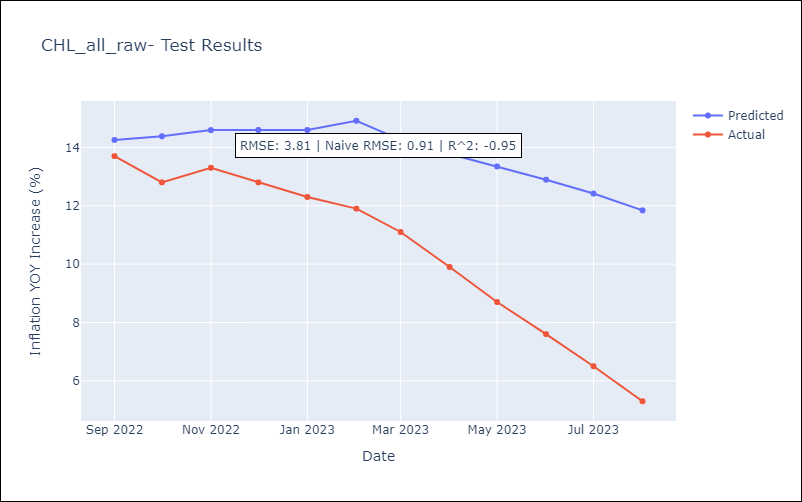 CHL_all_raw- Test Results
Predicted
Actual
RMSE: 3.81 | Naive RMSE: 0.91 | R^2: -0.95
Inflation YOY Increase (%)
14
12
10
8
6
Sep 2022 Nov 2022 Jan 2023 Mar 2023 May 2023 Jul 2023
Date